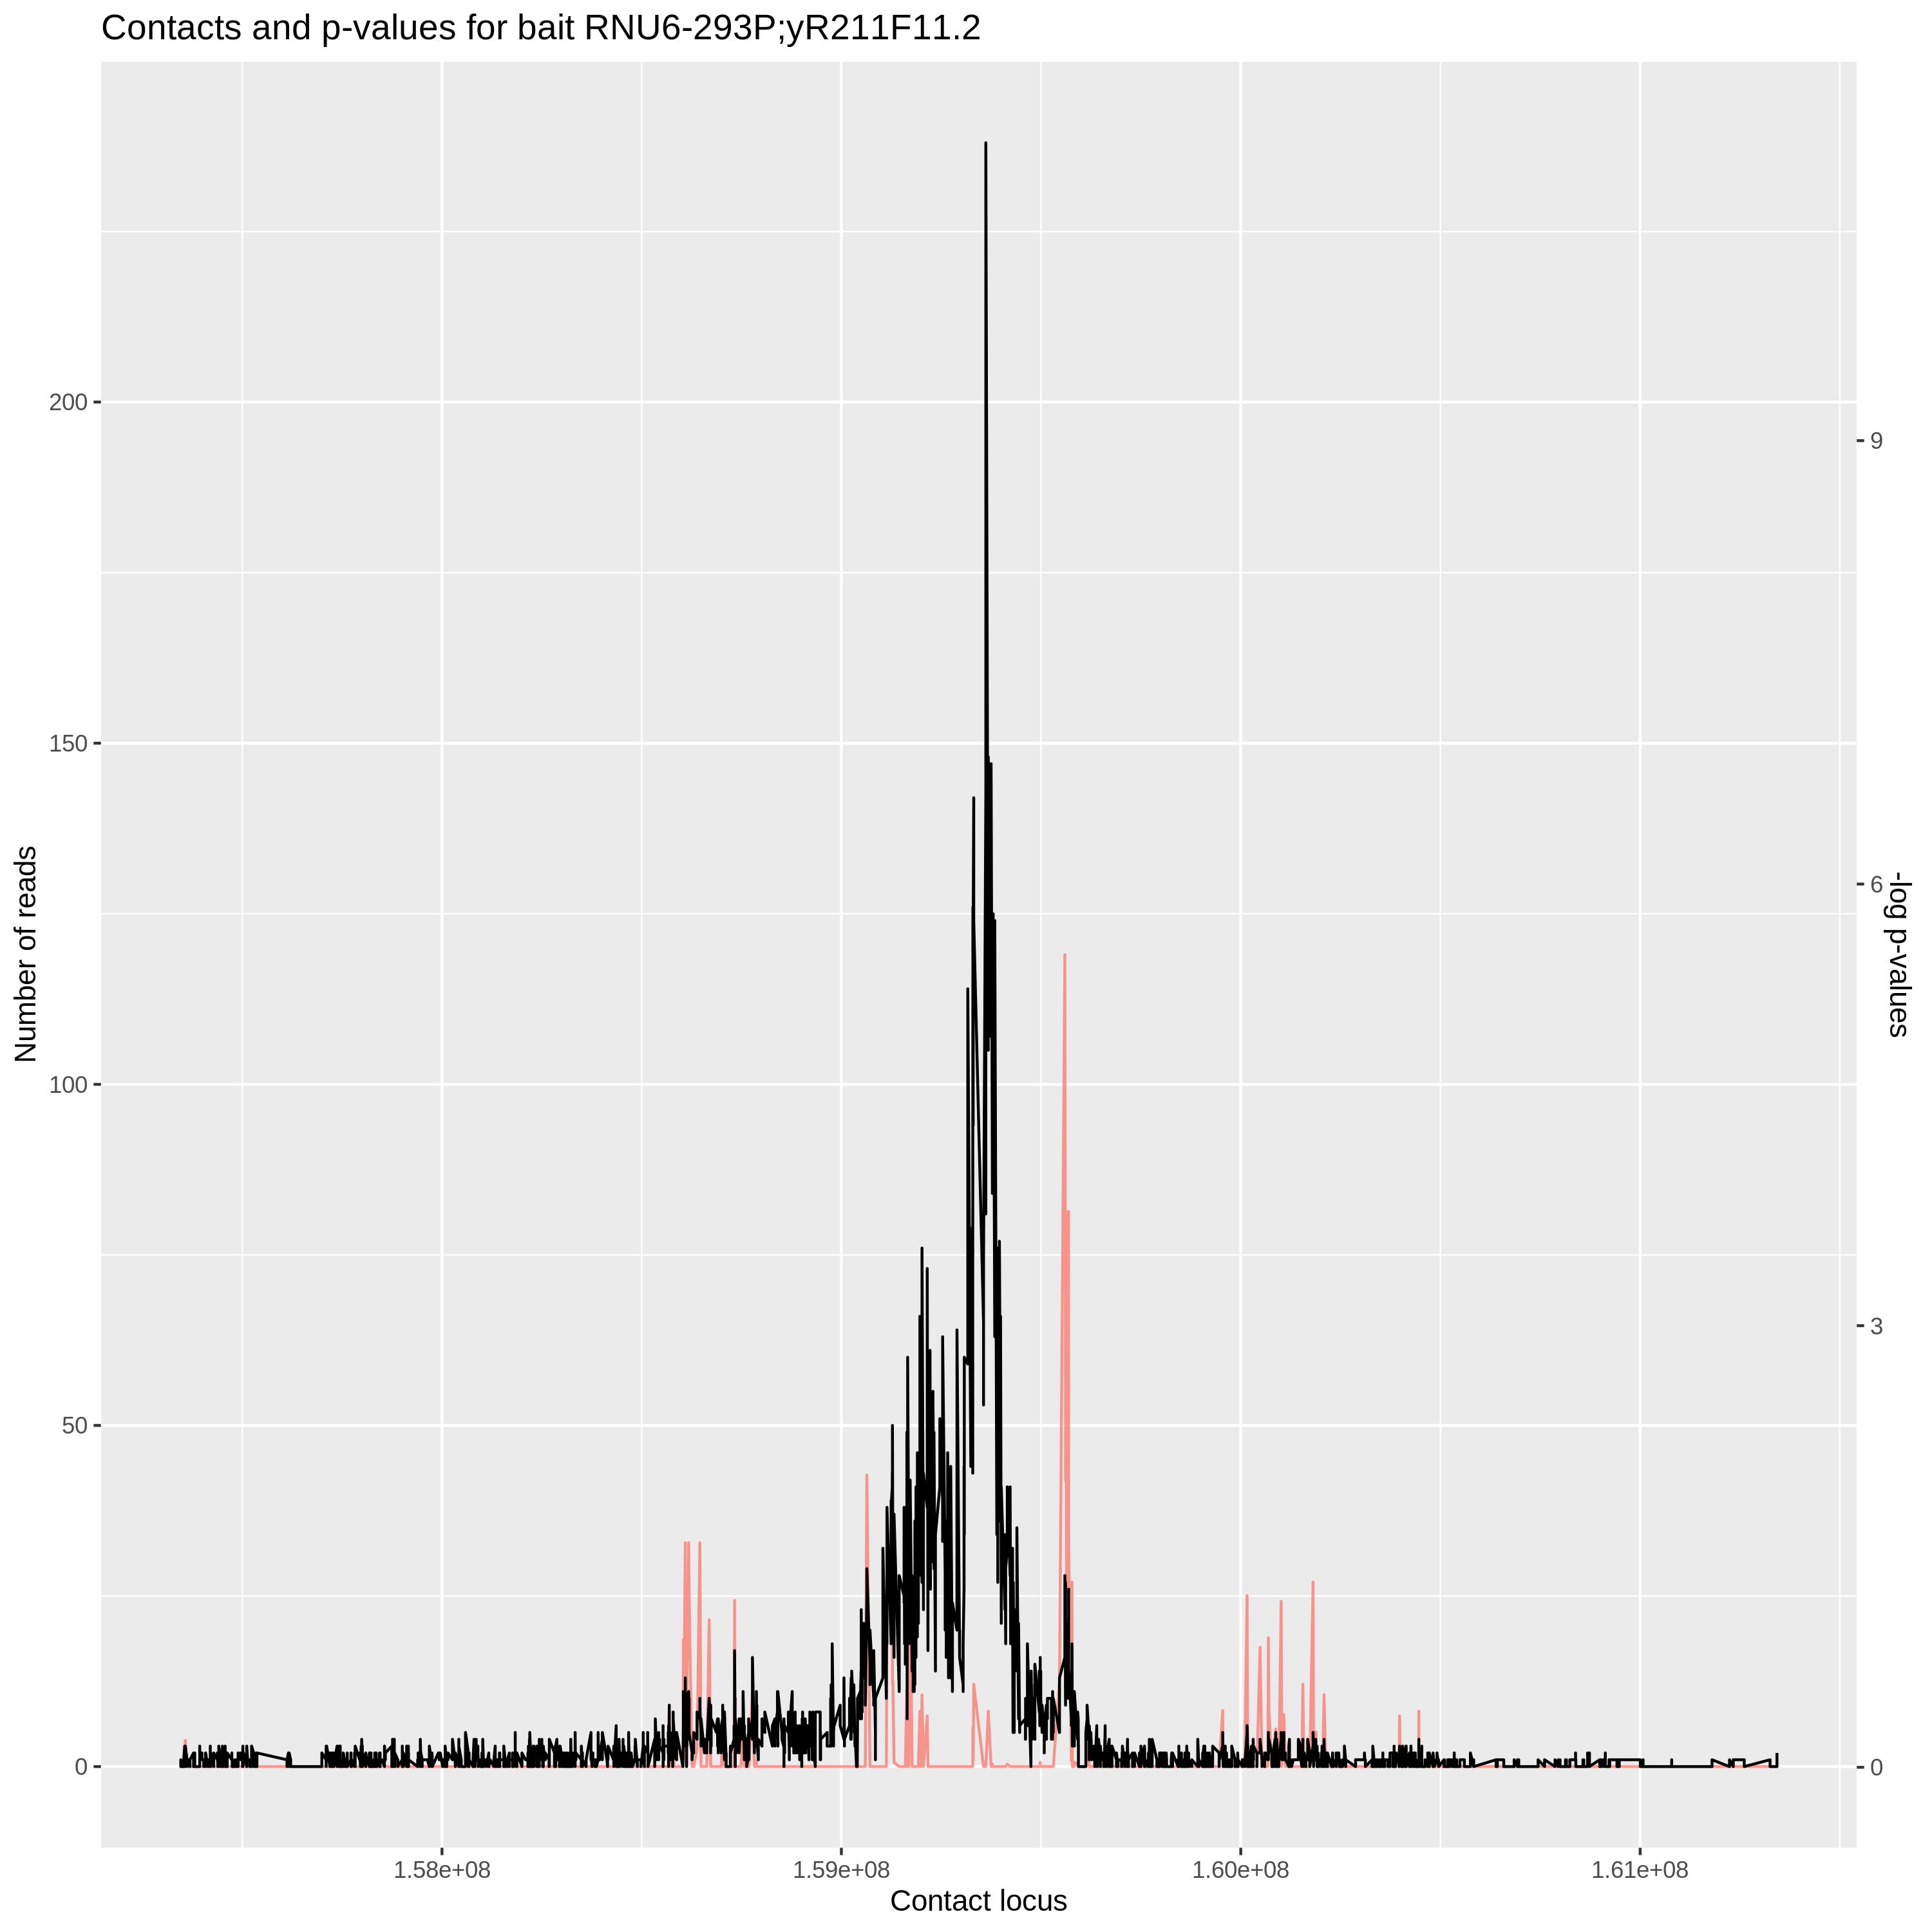 Contacts and p-values for bait RNU6-293P;yR211F11.2
200
150
100
50
0
9
6
3
0
Number of reads
-log p-values
1.58e+08
1.59e+08
1.60e+08
1.61e+08
Contact locus